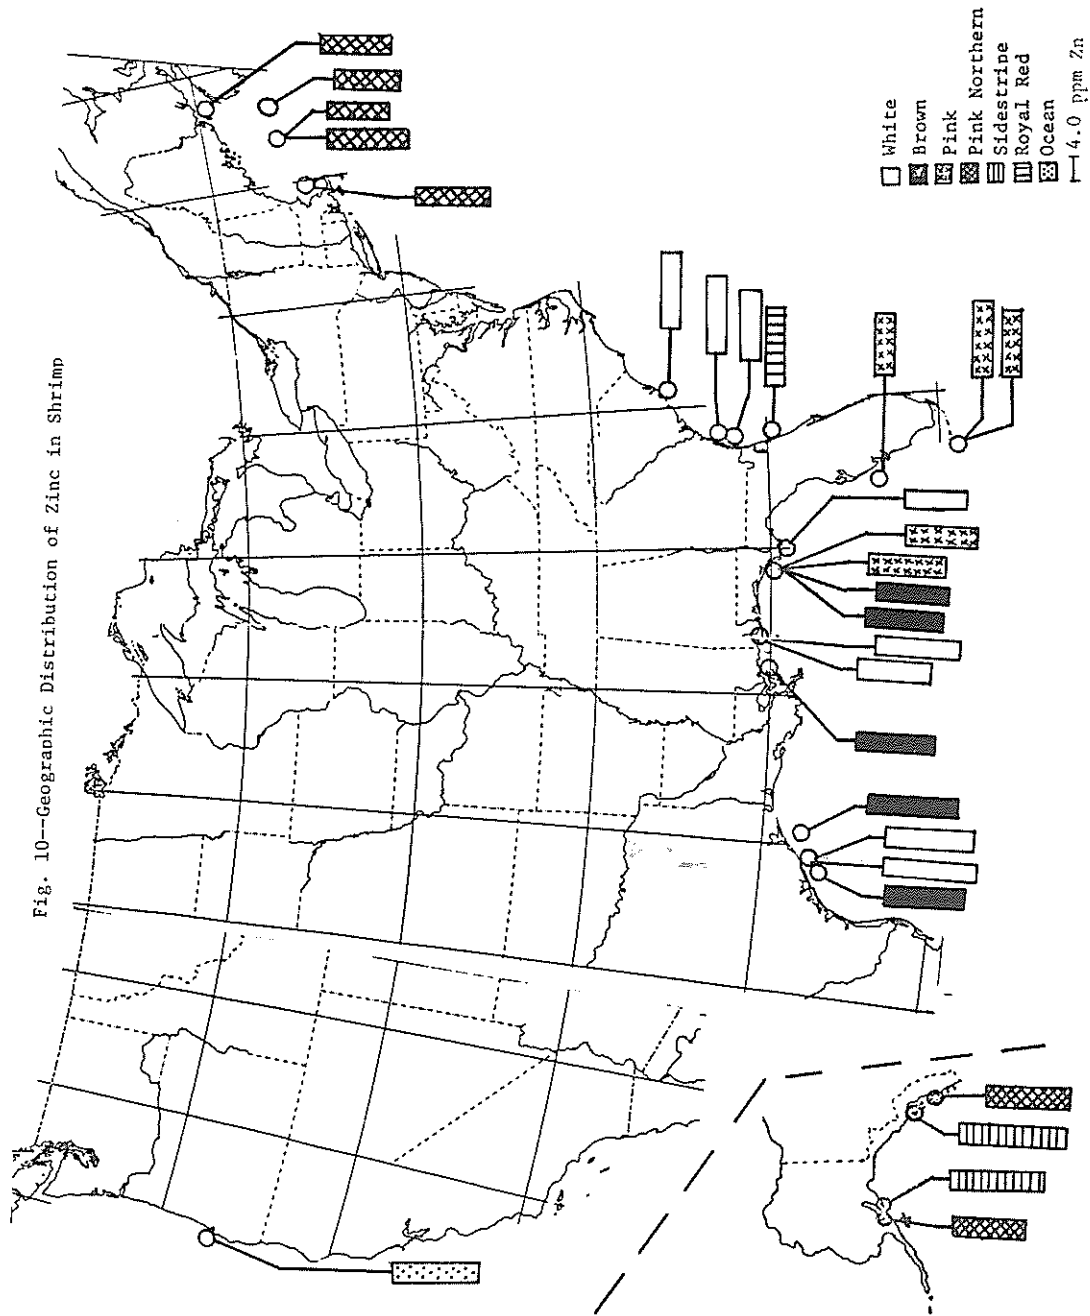 Fig. 10--Geographic Distribution of Zinc in Shrimp
White
Brown
Pink
Pink Northern
Sidestripe
Royal Red
Ocean
4.0 ppm Zn